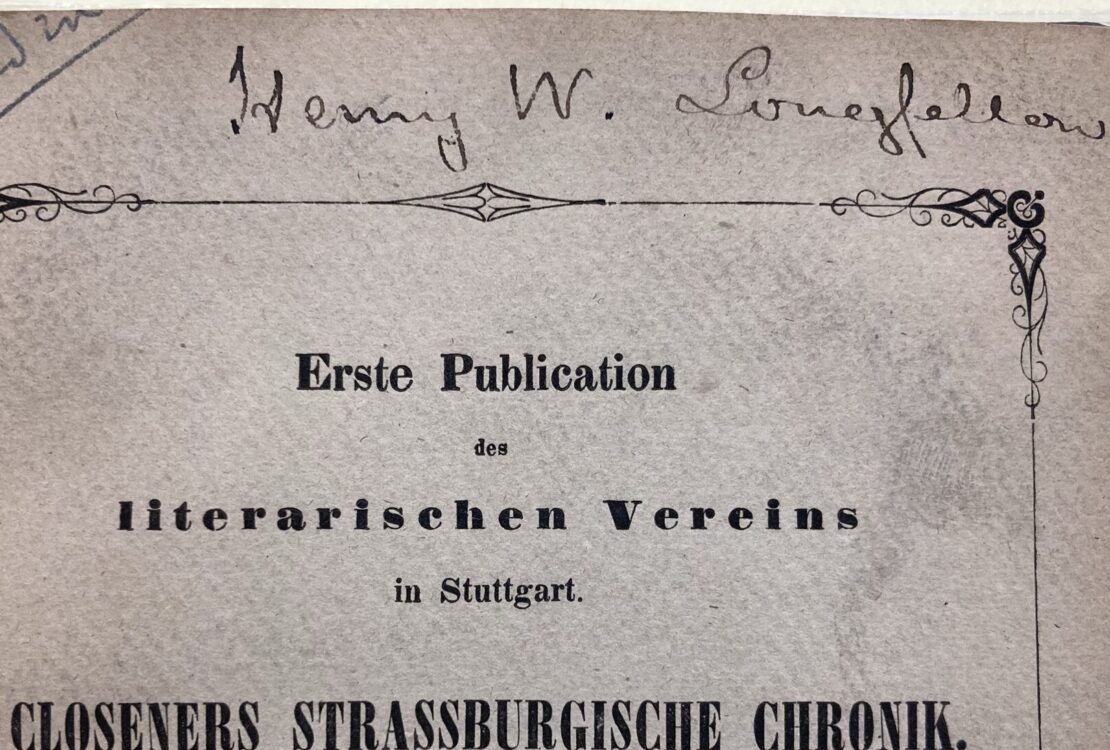 Henry W. Longfellow
Erste Publication
des
literarischen Vereins
in Stuttgart.
CLOSENERS STRASSBURGISCHE CHRONIK.